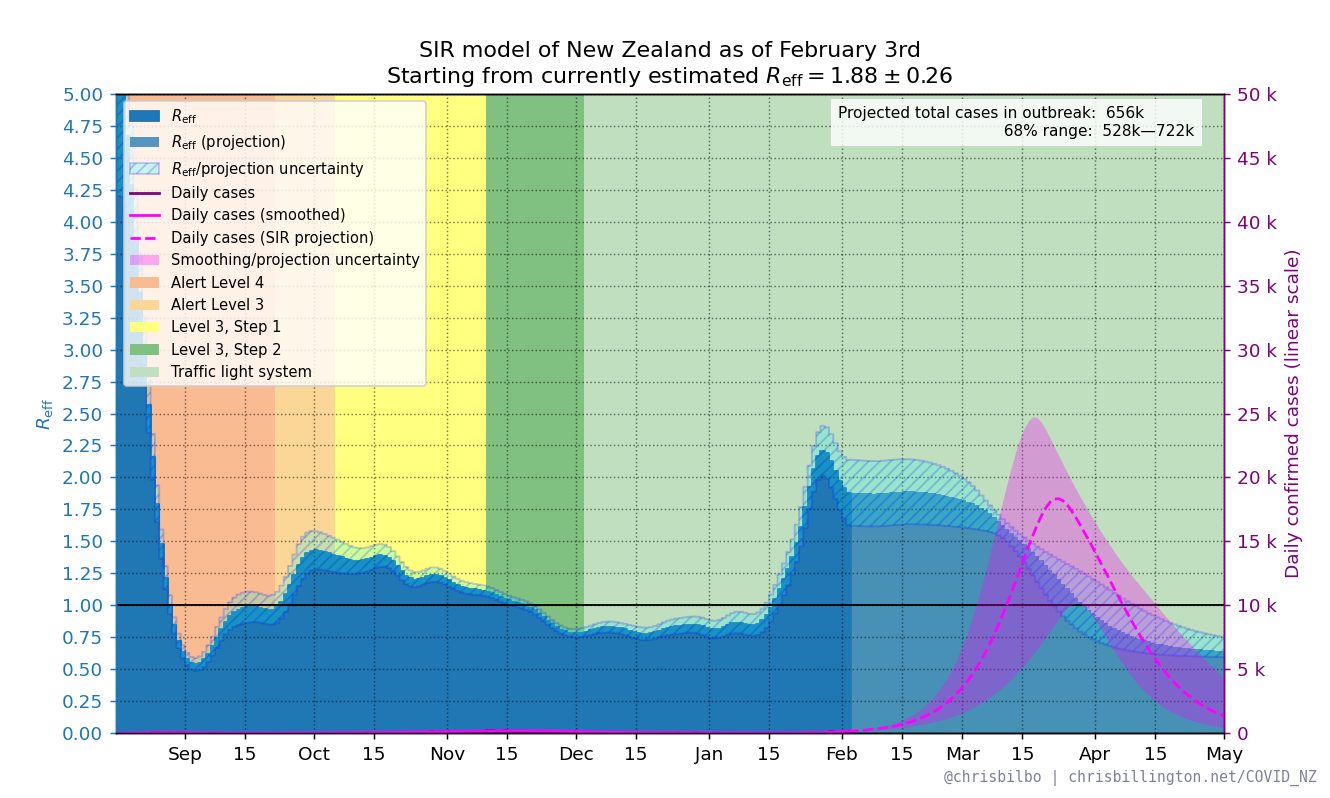 SIR model of New Zealand as of February 3rd
Starting from currently estimated R_eff = 1.88 ± 0.26
5.00
4.75
4.50
4.25
4.00
3.75
3.50
3.25
3.00
2.75
2.50
2.25
2.00
1.75
1.50
1.25
1.00
0.75
0.50
0.25
0.00
R_eff
R_eff
R_eff (projection)
R_eff/projection uncertainty
Daily cases
Daily cases (smoothed)
Daily cases (SIR projection)
Smoothing/projection uncertainty
Alert Level 4
Alert Level 3
Level 3, Step 1
Level 3, Step 2
Traffic light system
Projected total cases in outbreak: 656k
68% range: 528k—722k
50 k
45 k
40 k
35 k
30 k
25 k
20 k
15 k
10 k
5 k
0
Daily confirmed cases (linear scale)
Sep 15 Oct 15 Nov 15 Dec 15 Jan 15 Feb 15 Mar 15 Apr 15 May
@chrisbilbo | chrisbillington.net/COVID_NZ